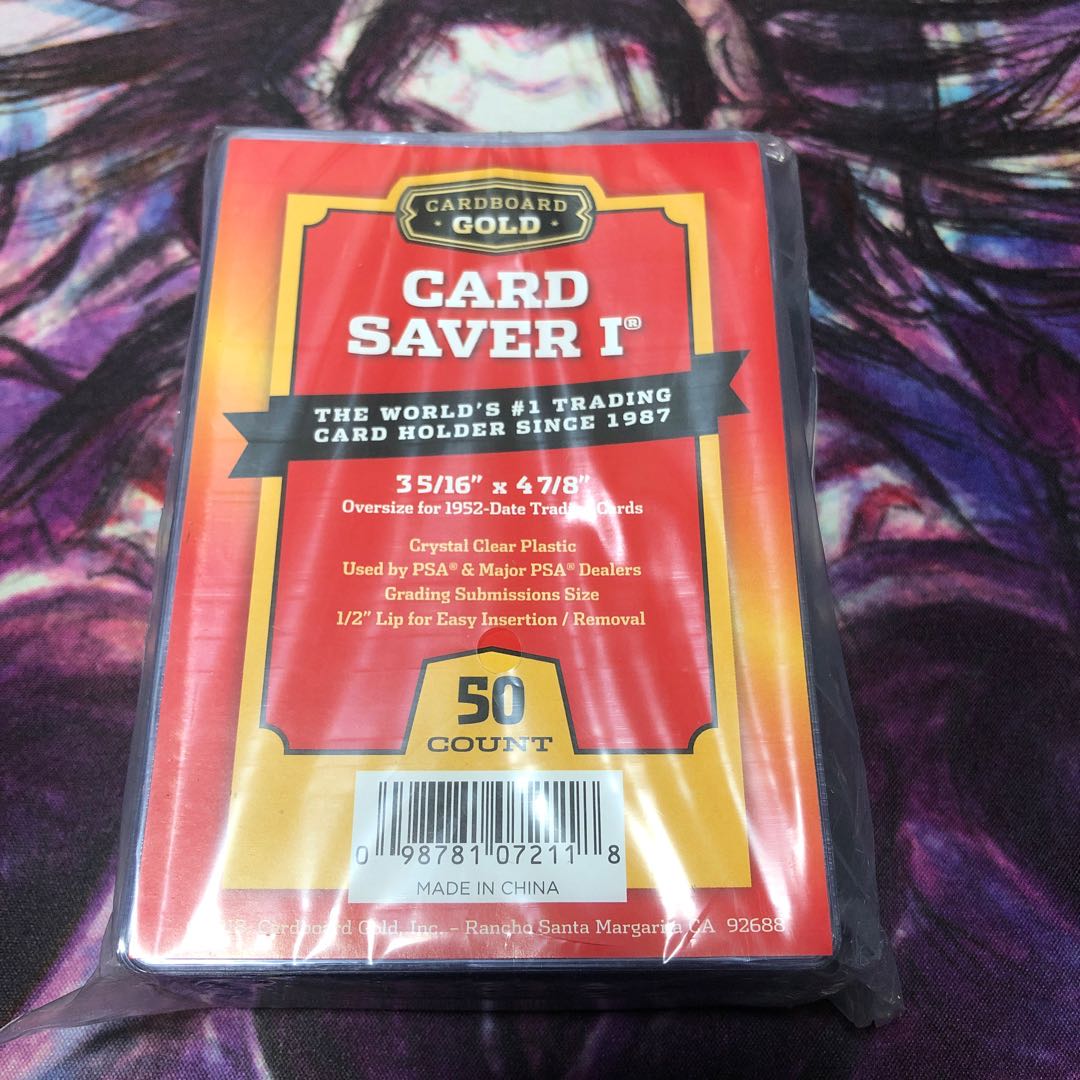 CARDBOARD
GOLD
CARD
SAVER I®
THE WORLD'S #1 TRADING
CARD HOLDER SINCE 1987
3 5/16" x 4 7/8"
Oversize for 1952-Date Trading Cards
Crystal Clear Plastic
Used by PSA® & Major PSA® Dealers
Grading Submissions Size
1/2" Lip for Easy Insertion / Removal
50
COUNT
0 98781 07211 8
MADE IN CHINA
Cardboard Gold, Inc. – Rancho Santa Margarita CA 92688